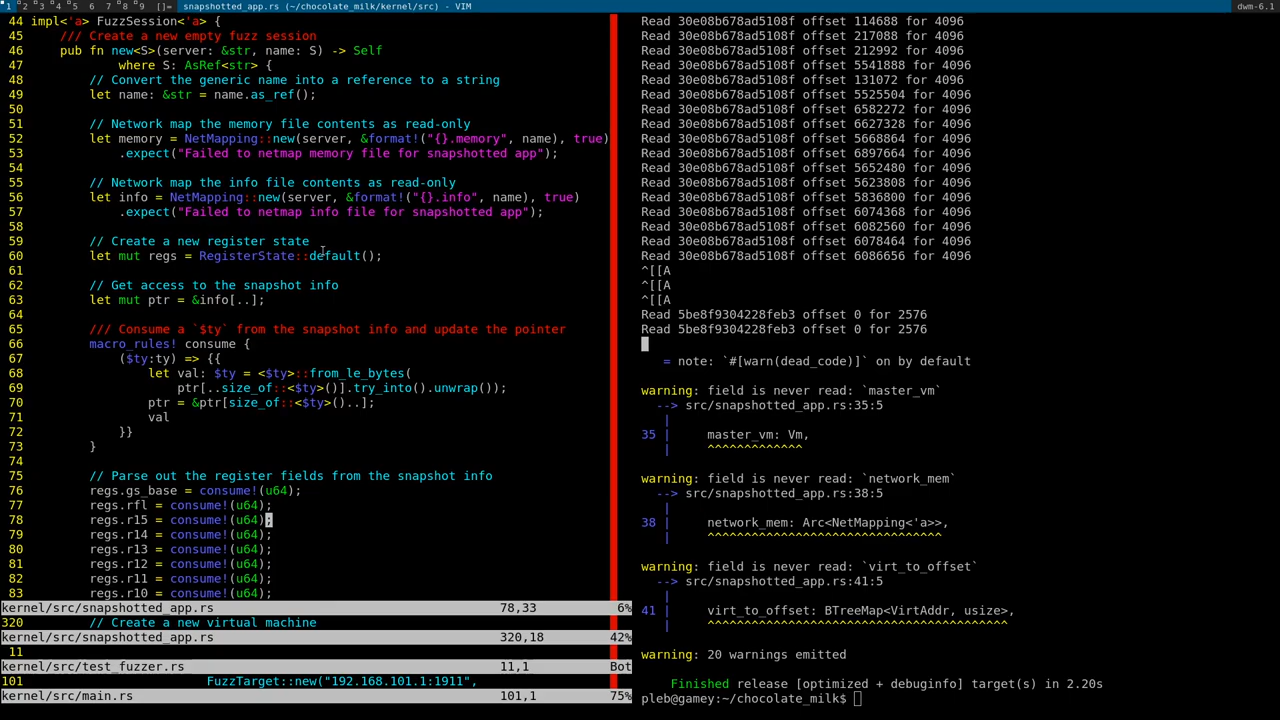 1 2 3 4 5 6 7 8 9 []= snapshotted_app.rs (~/chocolate_milk/kernel/src) - VIM dwm-6.1
44 impl<'a> FuzzSession<'a> {
45     /// Create a new empty fuzz session
46     pub fn new<S>(server: &str, name: S) -> Self
47             where S: AsRef<str> {
48         // Convert the generic name into a reference to a string
49         let name: &str = name.as_ref();
50
51         // Network map the memory file contents as read-only
52         let memory = NetMapping::new(server, &format!("{}.memory", name), true)
53             .expect("Failed to netmap memory file for snapshotted app");
54
55         // Network map the info file contents as read-only
56         let info = NetMapping::new(server, &format!("{}.info", name), true)
57             .expect("Failed to netmap info file for snapshotted app");
58
59         // Create a new register state
60         let mut regs = RegisterState::default();
61
62         // Get access to the snapshot info
63         let mut ptr = &info[..];
64
65         /// Consume a `$ty` from the snapshot info and update the pointer
66         macro_rules! consume {
67             ($ty:ty) => {{
68                 let val: $ty = <$ty>::from_le_bytes(
69                     ptr[..size_of::<$ty>()].try_into().unwrap());
70                 ptr = &ptr[size_of::<$ty>()..];
71                 val
72             }}
73         }
74
75         // Parse out the register fields from the snapshot info
76         regs.gs_base = consume!(u64);
77         regs.rfl = consume!(u64);
78         regs.r15 = consume!(u64);
79         regs.r14 = consume!(u64);
80         regs.r13 = consume!(u64);
81         regs.r12 = consume!(u64);
82         regs.r11 = consume!(u64);
83         regs.r10 = consume!(u64);
kernel/src/snapshotted_app.rs 78,33 6%
320         // Create a new virtual machine
kernel/src/snapshotted_app.rs 320,18 42%
11
kernel/src/test_fuzzer.rs 11,1 Bot
101                         FuzzTarget::new("192.168.101.1:1911",
kernel/src/main.rs 101,1 75%
Read 30e08b678ad5108f offset 114688 for 4096
Read 30e08b678ad5108f offset 217088 for 4096
Read 30e08b678ad5108f offset 212992 for 4096
Read 30e08b678ad5108f offset 5541888 for 4096
Read 30e08b678ad5108f offset 131072 for 4096
Read 30e08b678ad5108f offset 5525504 for 4096
Read 30e08b678ad5108f offset 6582272 for 4096
Read 30e08b678ad5108f offset 6627328 for 4096
Read 30e08b678ad5108f offset 5668864 for 4096
Read 30e08b678ad5108f offset 6897664 for 4096
Read 30e08b678ad5108f offset 5652480 for 4096
Read 30e08b678ad5108f offset 5623808 for 4096
Read 30e08b678ad5108f offset 5836800 for 4096
Read 30e08b678ad5108f offset 6074368 for 4096
Read 30e08b678ad5108f offset 6082560 for 4096
Read 30e08b678ad5108f offset 6078464 for 4096
Read 30e08b678ad5108f offset 6086656 for 4096
^[[A
^[[A
^[[A
Read 5be8f9304228feb3 offset 0 for 2576
Read 5be8f9304228feb3 offset 0 for 2576
   = note: `#[warn(dead_code)]` on by default
warning: field is never read: `master_vm`
  --> src/snapshotted_app.rs:35:5
   |
35 |     master_vm: Vm,
   |     ^^^^^^^^^^^^^
warning: field is never read: `network_mem`
  --> src/snapshotted_app.rs:38:5
   |
38 |     network_mem: Arc<NetMapping<'a>>,
   |     ^^^^^^^^^^^^^^^^^^^^^^^^^^^^^^^^
warning: field is never read: `virt_to_offset`
  --> src/snapshotted_app.rs:41:5
   |
41 |     virt_to_offset: BTreeMap<VirtAddr, usize>,
   |     ^^^^^^^^^^^^^^^^^^^^^^^^^^^^^^^^^^^^^^^^^
warning: 20 warnings emitted
    Finished release [optimized + debuginfo] target(s) in 2.20s
pleb@gamey:~/chocolate_milk$